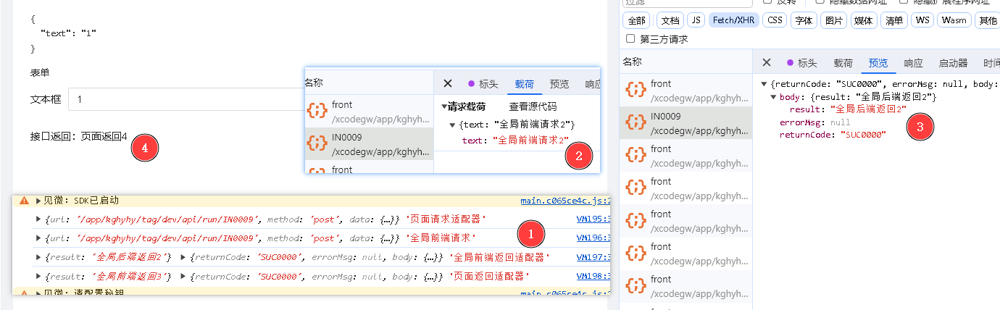 {
"text": "1"
}
表单
文本框 1
接口返回: 页面返回4
4
名称
× 标头 载荷 预览 响应
front
/xcodegw/app/kghyh...
IN0009
/xcodegw/app/kghyh...
front
▼请求载荷 查看源代码
▼{text: "全局前端请求2"}
text: "全局前端请求2"
2
▶见微: SDK已启动 main.c065ce4c.js:2
▶{url: '/app/kghyhy/tag/dev/api/run/IN0009', method: 'post', data: {…}} '页面请求适配器' VM195:3
▶{url: '/app/kghyhy/tag/dev/api/run/IN0009', method: 'post', data: {…}} '全局前端请求' VM196:3
▶{result: '全局后端返回2'} ▶{returnCode: 'SUC0000', errorMsg: null, body: {…}} '全局前端返回适配器' VM197:3
▶{result: '全局前端返回3'} ▶{returnCode: 'SUC0000', errorMsg: null, body: {…}} '页面返回适配器' VM198:3
▶见微: 请配置秘钥 main.c065ce4c.js:2
1
过滤 反转 隐藏数据网址 隐藏扩展程序网址
全部 文档 JS Fetch/XHR CSS 字体 图片 媒体 清单 WS Wasm 其他
第三方请求
名称
× 标头 载荷 预览 响应 启动器 时间
front
/xcodegw/app/kghyh...
IN0009
/xcodegw/app/kghyh...
front
/xcodegw/app/kghyh...
front
/xcodegw/app/kghyh...
front
/xcodegw/app/kghyh...
front
/xcodegw/app/kghyh...
front
/xcodegw/app/kghyh...
▼{returnCode: "SUC0000", errorMsg: null, body:
▼body: {result: "全局后端返回2"}
result: "全局后端返回2"
errorMsg: null
returnCode: "SUC0000"
3